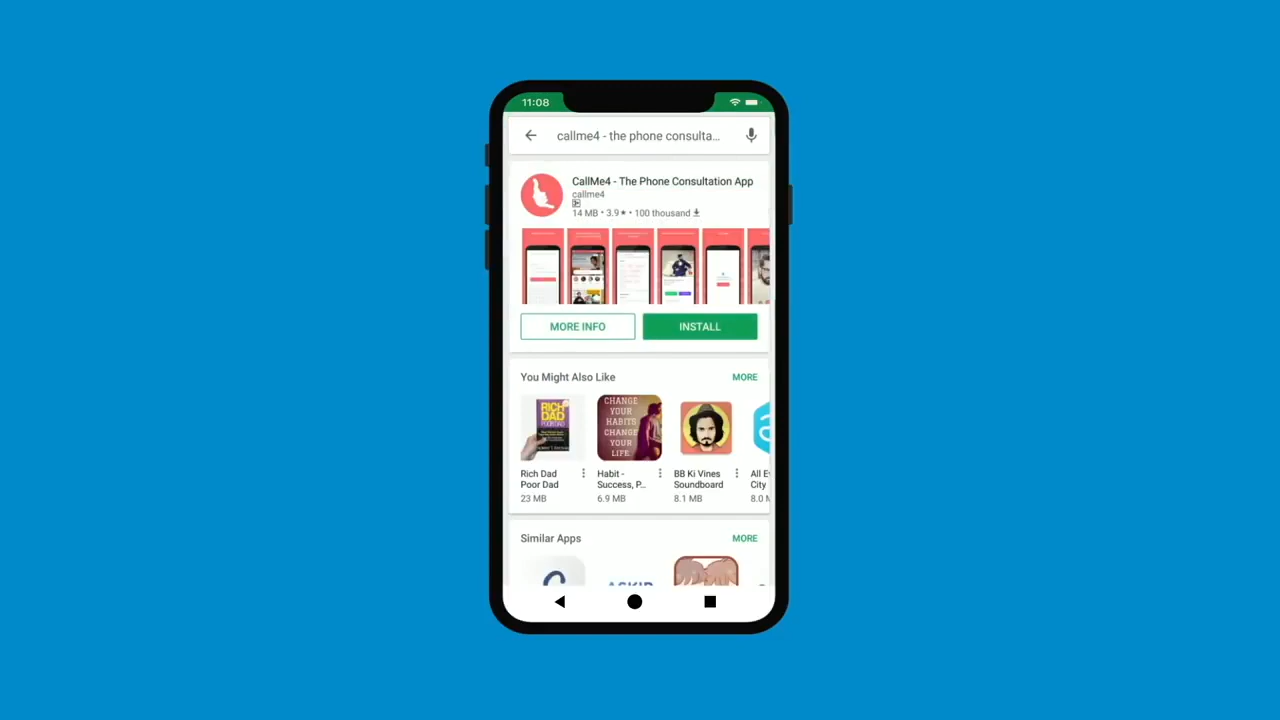 11:08
callme4 - the phone consulta...
CallMe4 - The Phone Consultation App
callme4
14 MB • 3.9★ • 100 thousand
MORE INFO
INSTALL
You Might Also Like
MORE
RICH
DAD
POOR DAD
CHANGE
YOUR
HABITS
CHANGE
YOUR
LIFE.
Rich Dad
Poor Dad
23 MB
Habit -
Success, P...
6.9 MB
BB Ki Vines
Soundboard
8.1 MB
All E
City
8.0 M
Similar Apps
MORE